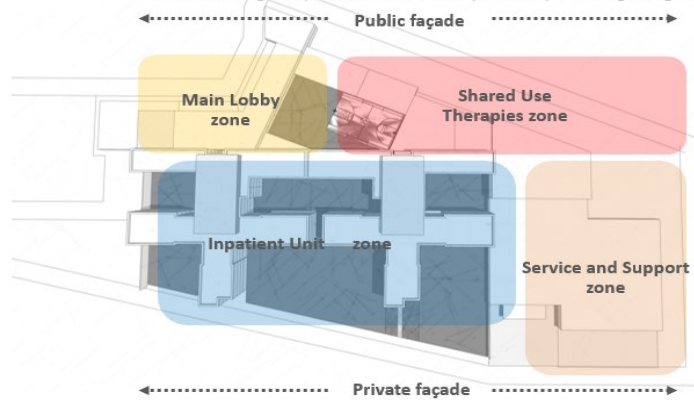 Public façade
Main Lobby
zone
Shared Use
Therapies zone
Inpatient Unit zone
Service and Support
zone
Private façade